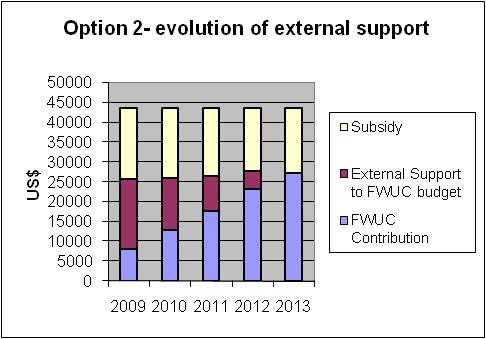 Option 2- evolution of external support
50000
45000
40000
35000
30000
25000
20000
15000
10000
5000
0
US$
2009 2010 2011 2012 2013
Subsidy
External Support
to FWUC budget
FWUC
Contribution